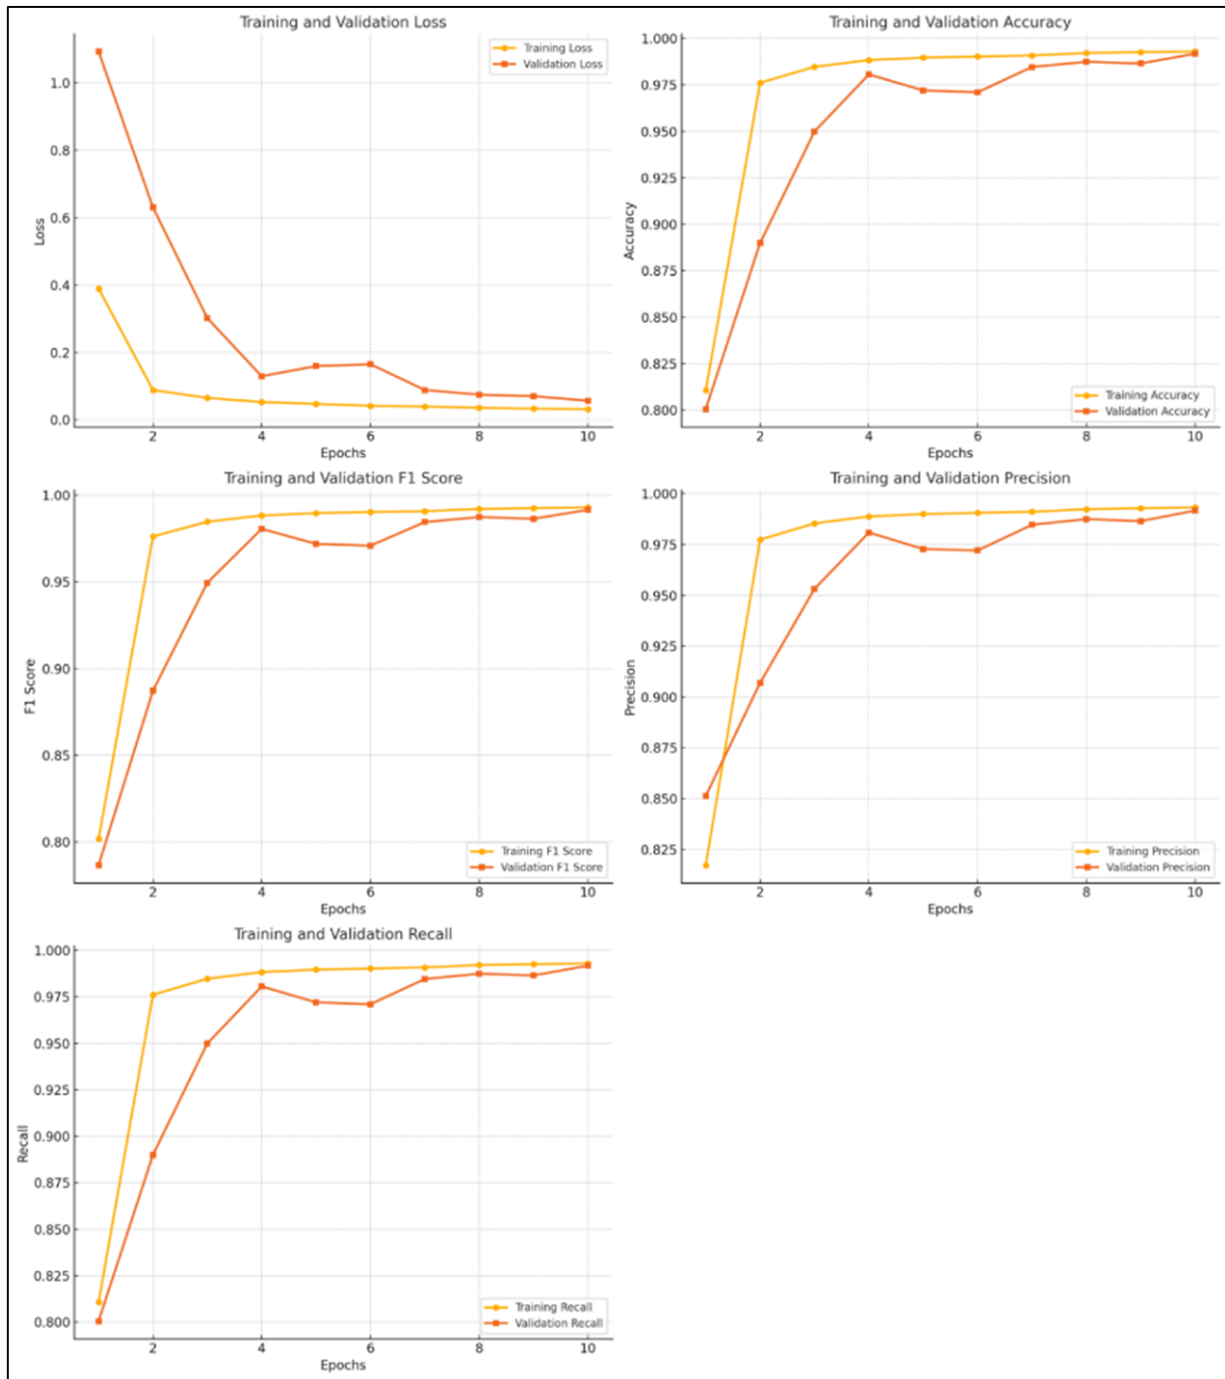 Training and Validation Loss
Training Loss
Validation Loss
1.0
0.8
0.6
0.4
0.2
0.0
Loss
2 4 6 8 10
Epochs
Training and Validation Accuracy
1.000
0.975
0.950
0.925
0.900
0.875
0.850
0.825
0.800
Accuracy
Training Accuracy
Validation Accuracy
2 4 6 8 10
Epochs
Training and Validation F1 Score
1.00
0.95
0.90
0.85
0.80
F1 Score
Training F1 Score
Validation F1 Score
2 4 6 8 10
Epochs
Training and Validation Precision
1.000
0.975
0.950
0.925
0.900
0.875
0.850
0.825
Precision
Training Precision
Validation Precision
2 4 6 8 10
Epochs
Training and Validation Recall
1.000
0.975
0.950
0.925
0.900
0.875
0.850
0.825
0.800
Recall
Training Recall
Validation Recall
2 4 6 8 10
Epochs